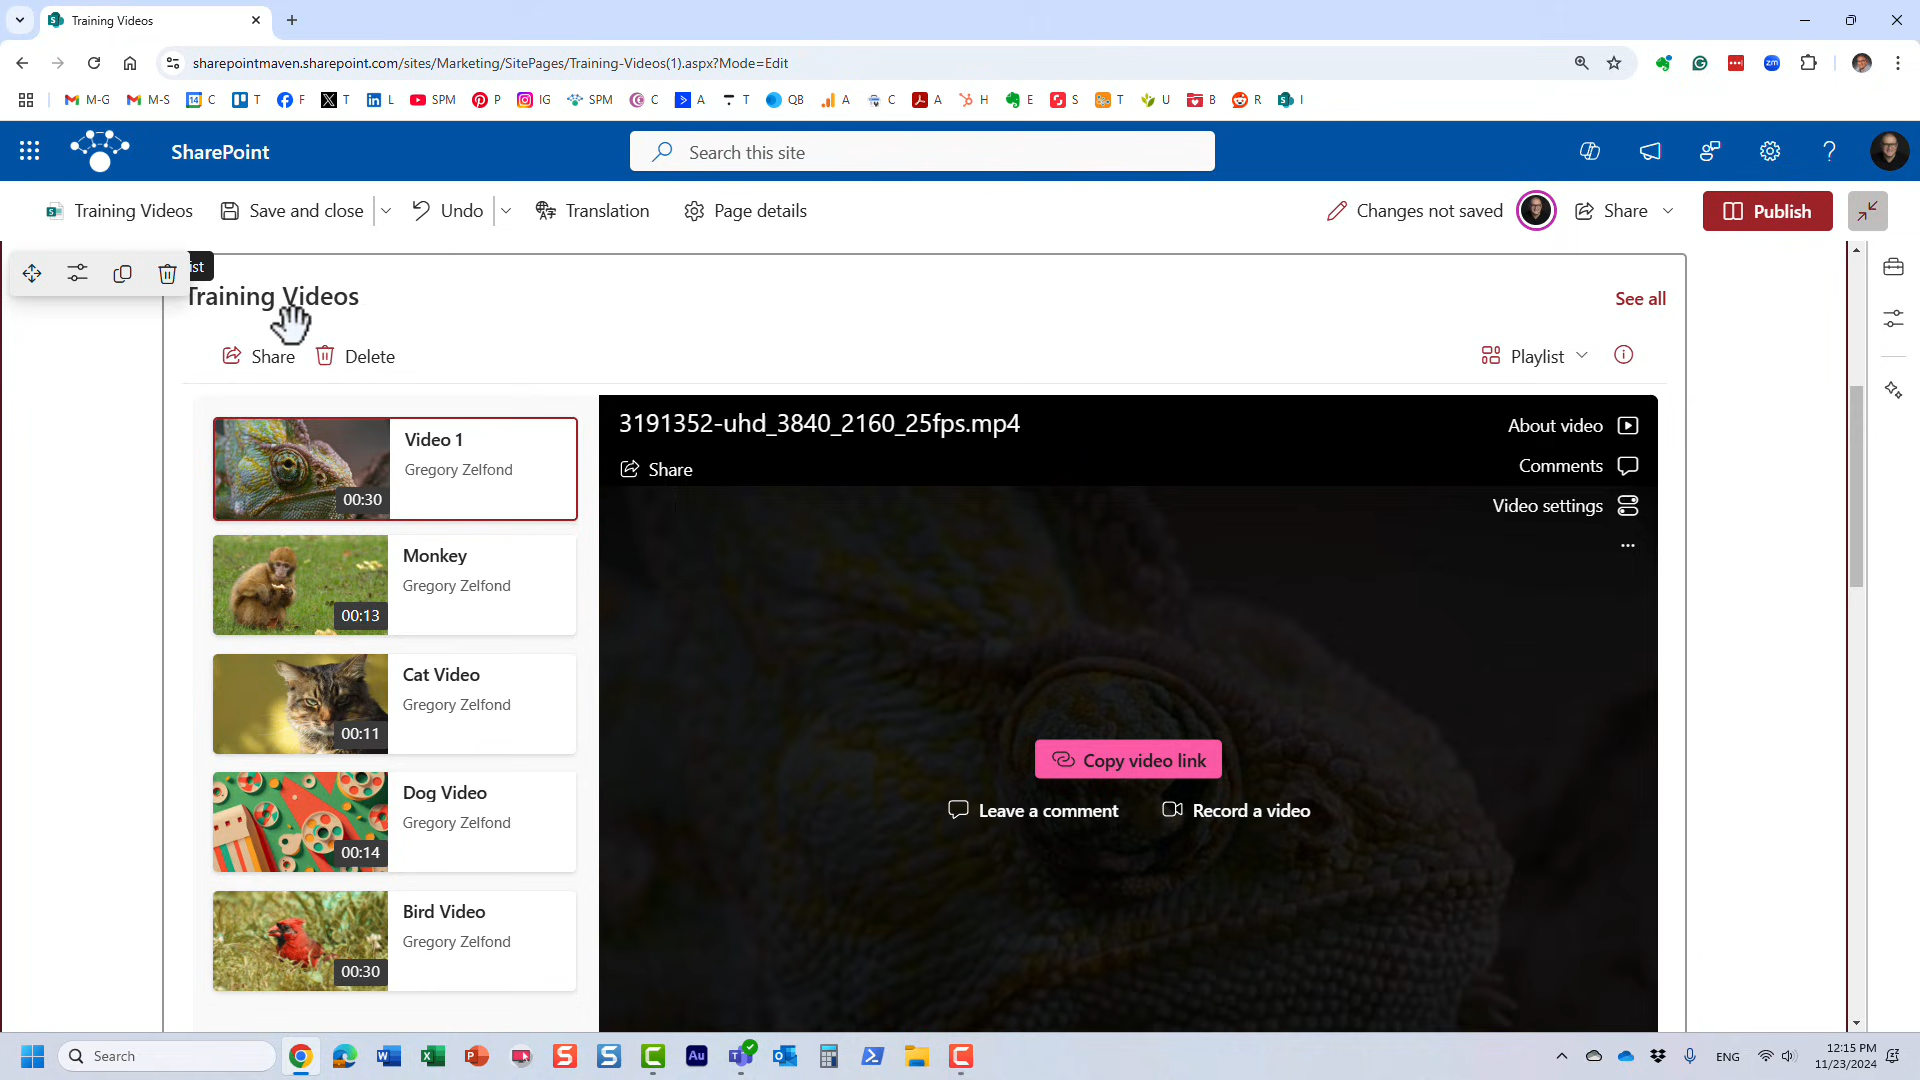 Training Videos
sharepointmaven.sharepoint.com/sites/Marketing/SitePages/Training-Videos(1).aspx?Mode=Edit
M-G M-S C T F T L SPM P IG SPM C A T QB A C A H E S T U B R I
SharePoint
Search this site
Training Videos Save and close Undo Translation Page details Changes not saved Share Publish
ist
Training Videos See all
Share Delete Playlist
Video 1
Gregory Zelfond
00:30
Monkey
Gregory Zelfond
00:13
Cat Video
Gregory Zelfond
00:11
Dog Video
Gregory Zelfond
00:14
Bird Video
Gregory Zelfond
00:30
3191352-uhd_3840_2160_25fps.mp4
Share
About video
Comments
Video settings
Copy video link
Leave a comment Record a video
Search
ENG
12:15 PM
11/23/2024